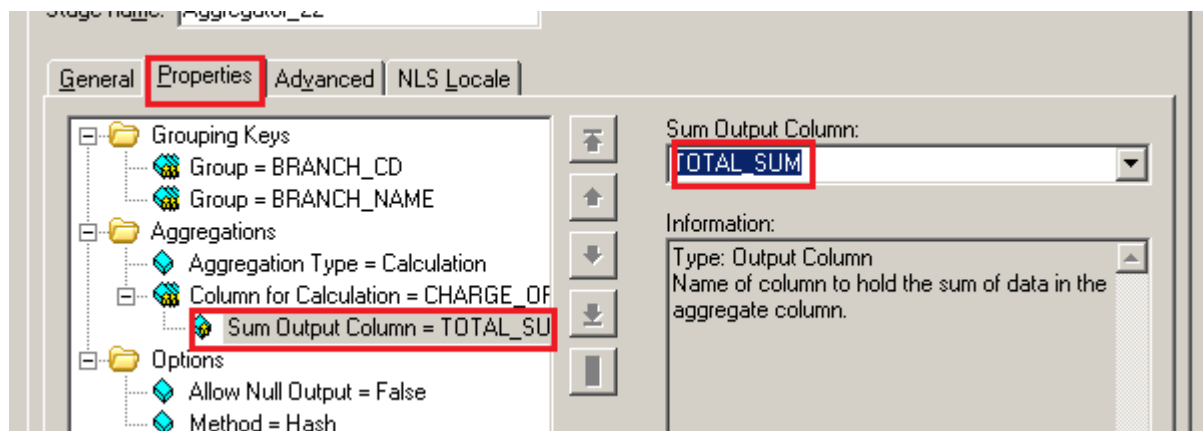 Stage name: Aggregator_22
General Properties Advanced NLS Locale
Grouping Keys
Group = BRANCH_CD
Group = BRANCH_NAME
Aggregations
Aggregation Type = Calculation
Column for Calculation = CHARGE_OF
Sum Output Column = TOTAL_SU
Options
Allow Null Output = False
Method = Hash
Sum Output Column:
TOTAL_SUM
Information:
Type: Output Column
Name of column to hold the sum of data in the
aggregate column.